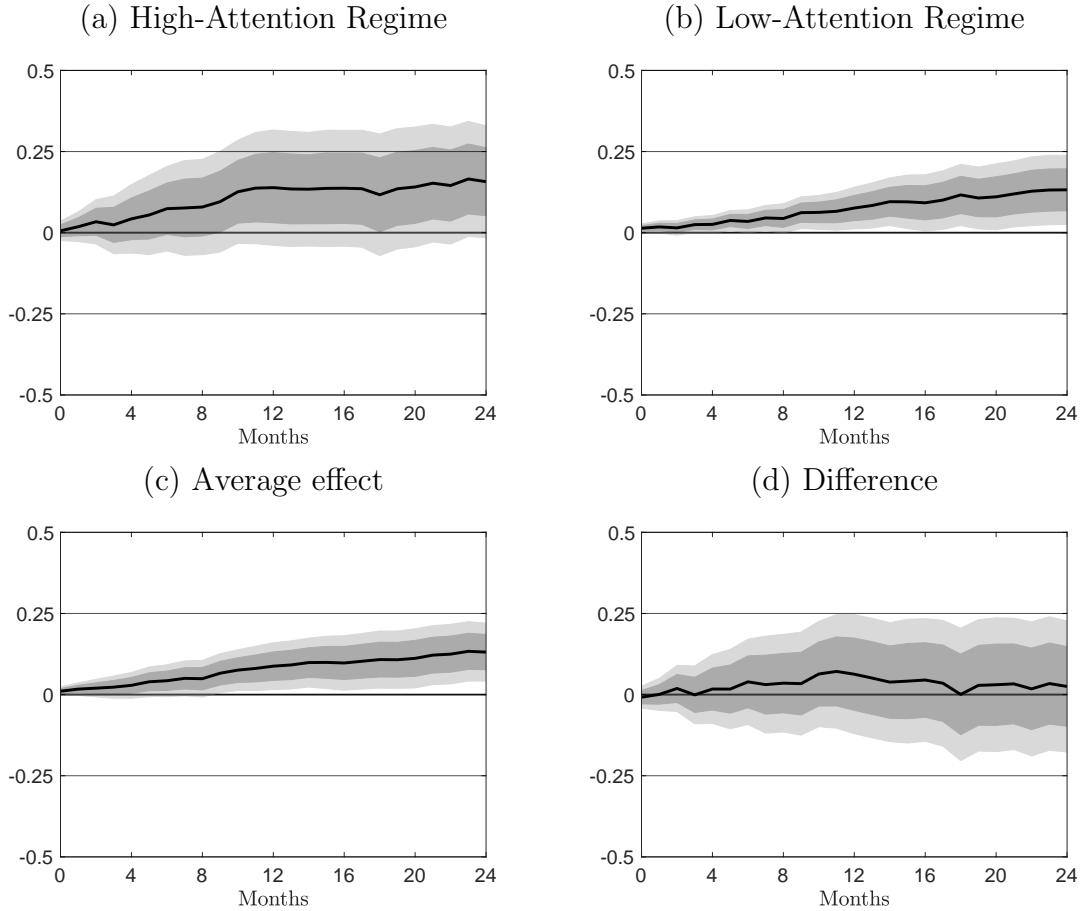 (a) High-Attention Regime
(b) Low-Attention Regime
0.5
0.25
0
-0.25
-0.5
0 4 8 12 16 20 24
Months
0.5
0.25
0
-0.25
-0.5
0 4 8 12 16 20 24
Months
(c) Average effect
(d) Difference
0.5
0.25
0
-0.25
-0.5
0 4 8 12 16 20 24
Months
0.5
0.25
0
-0.25
-0.5
0 4 8 12 16 20 24
Months